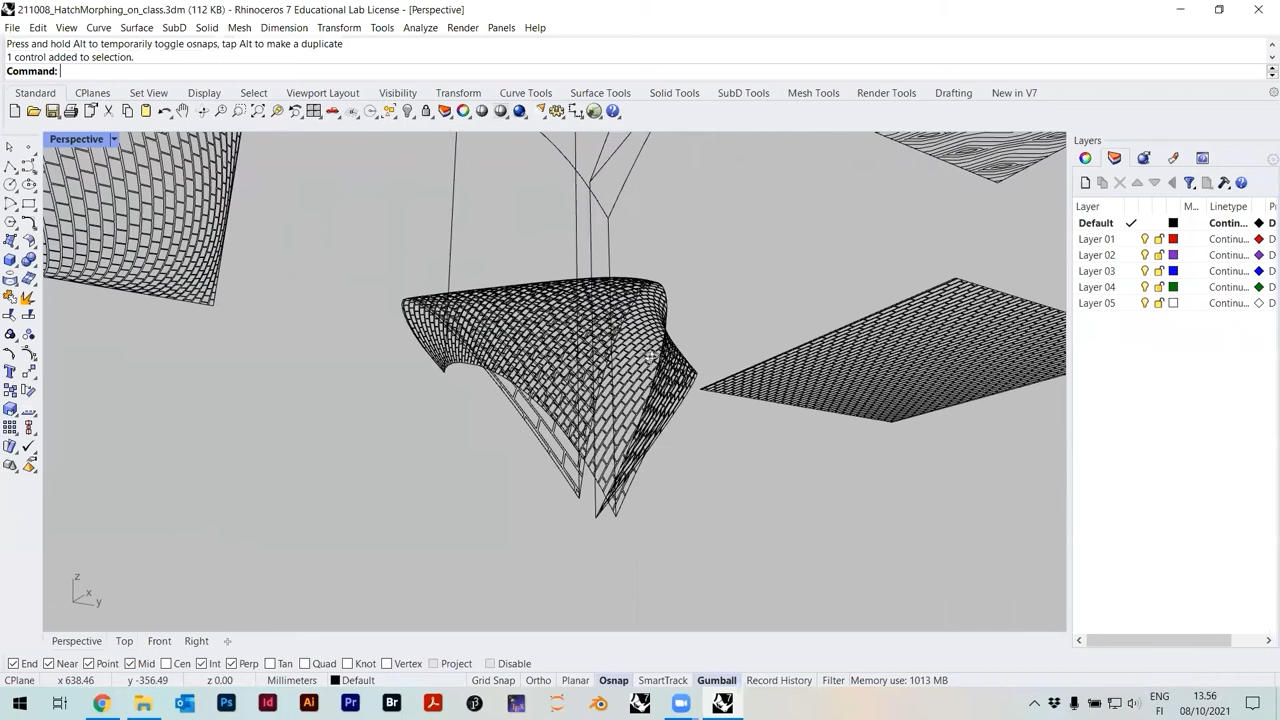 211008_HatchMorphing_on_class.3dm (112 KB) - Rhinoceros 7 Educational Lab License - [Perspective]
File Edit View Curve Surface SubD Solid Mesh Dimension Transform Tools Analyze Render Panels Help
Press and hold Alt to temporarily toggle osnaps, tap Alt to make a duplicate
1 control added to selection.
Command:
Standard CPlanes Set View Display Select Viewport Layout Visibility Transform Curve Tools Surface Tools Solid Tools SubD Tools Mesh Tools Render Tools Drafting New in V7
Perspective
Layers
Layer M... Linetype P
Default Contin... D
Layer 01 Continu... D
Layer 02 Continu... D
Layer 03 Continu... D
Layer 04 Continu... D
Layer 05 Continu... D
z
x
y
Perspective Top Front Right
End Near Point Mid Cen Int Perp Tan Quad Knot Vertex Project Disable
CPlane x 638.46 y -356.49 z 0.00 Millimeters Default Grid Snap Ortho Planar Osnap SmartTrack Gumball Record History Filter Memory use: 1013 MB
Ps Id Ai Pr Br
ENG 13.56
FI 08/10/2021